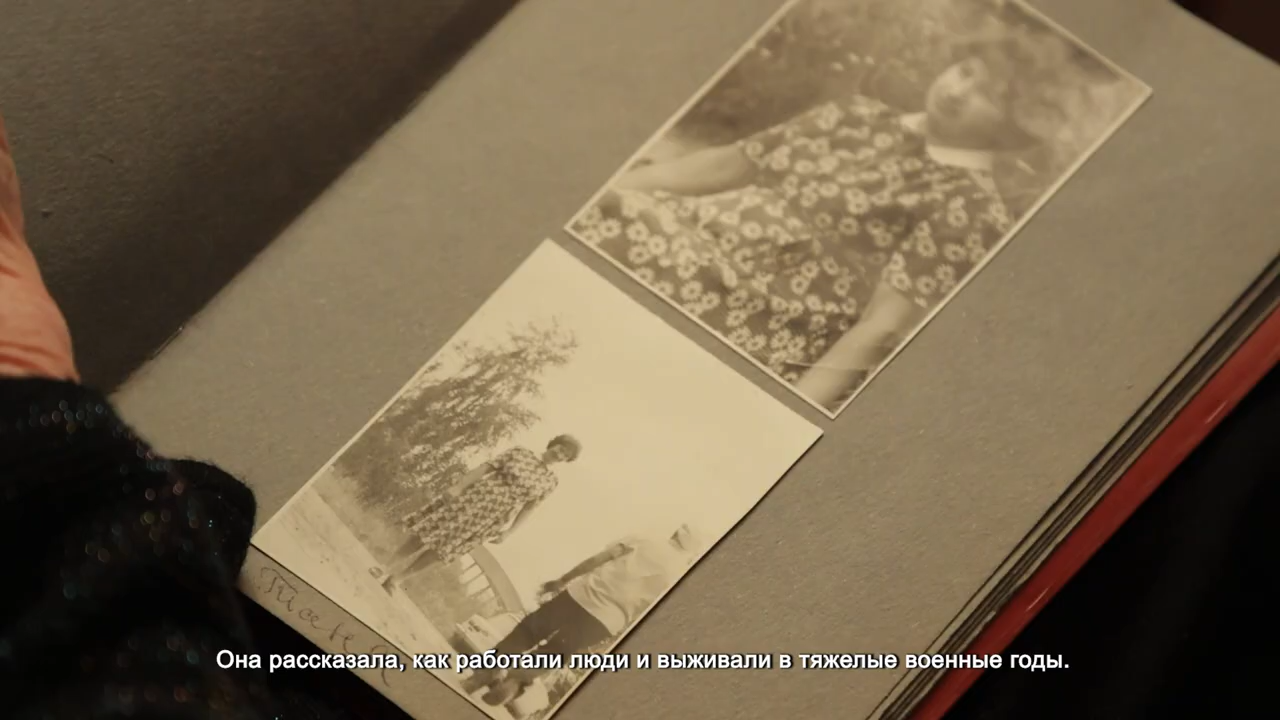 Она рассказала, как работали люди и выживали в тяжелые военные годы.